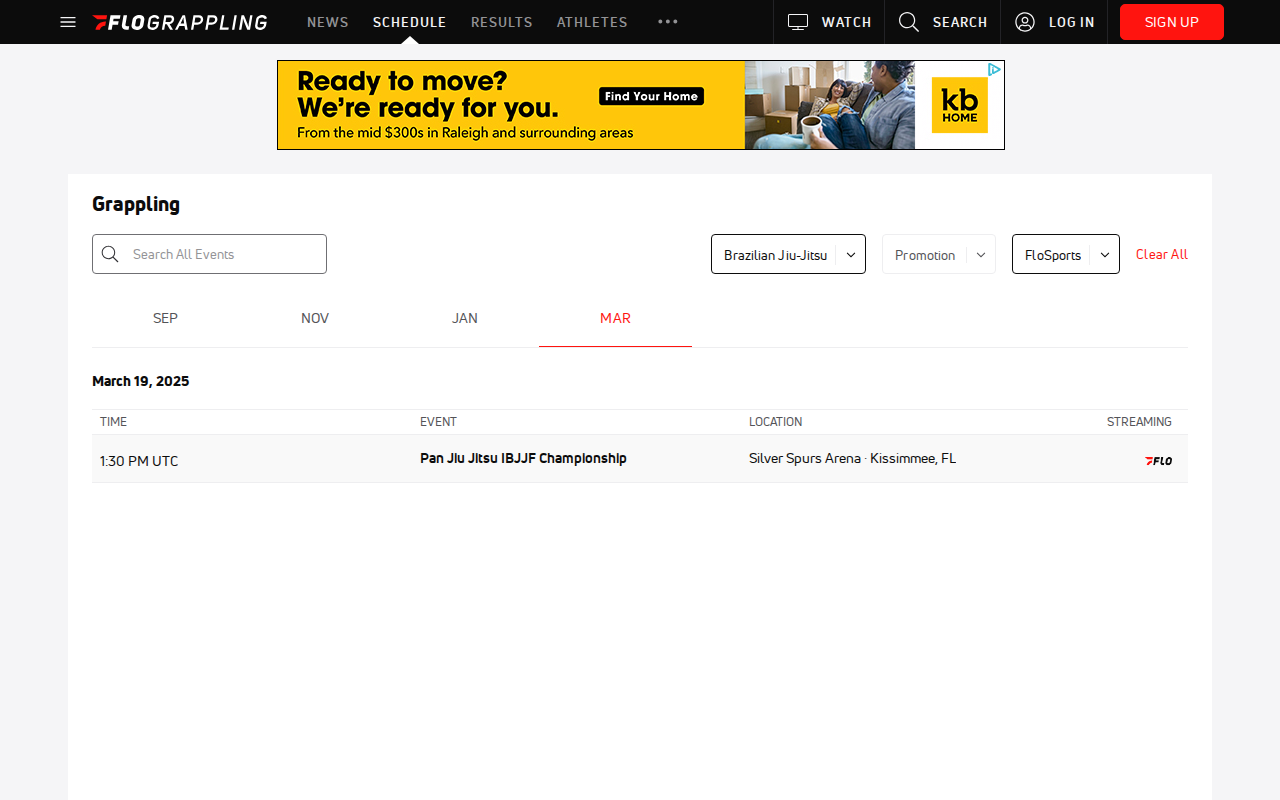 FLOGRAPPLING
NEWS
SCHEDULE
RESULTS
ATHLETES
WATCH
SEARCH
LOG IN
SIGN UP
Ready to move?
We're ready for you.
From the mid $300s in Raleigh and surrounding areas
Find Your Home
kb
HOME
Grappling
Search All Events
Brazilian Jiu-Jitsu
Promotion
FloSports
Clear All
SEP
NOV
JAN
MAR
March 19, 2025
TIME
EVENT
LOCATION
STREAMING
1:30 PM UTC
Pan Jiu Jitsu IBJJF Championship
Silver Spurs Arena · Kissimmee, FL
FLO